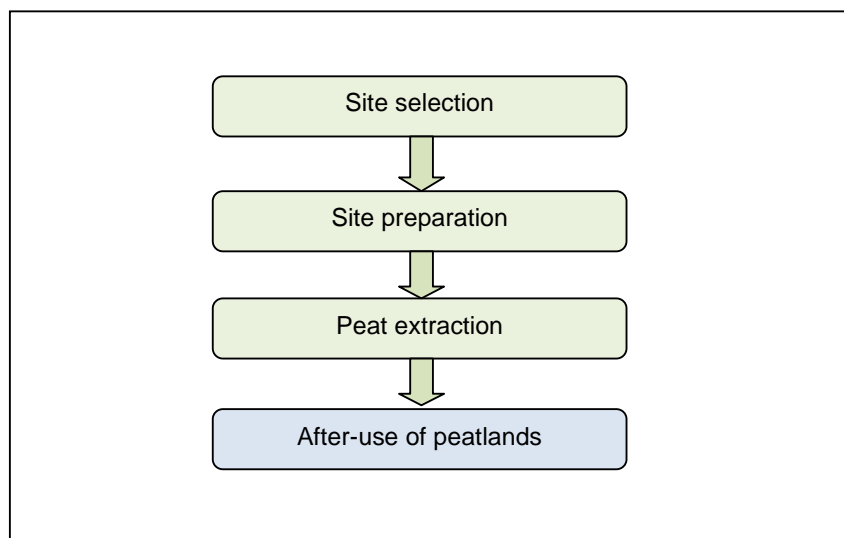 Site selection
Site preparation
Peat extraction
After-use of peatlands